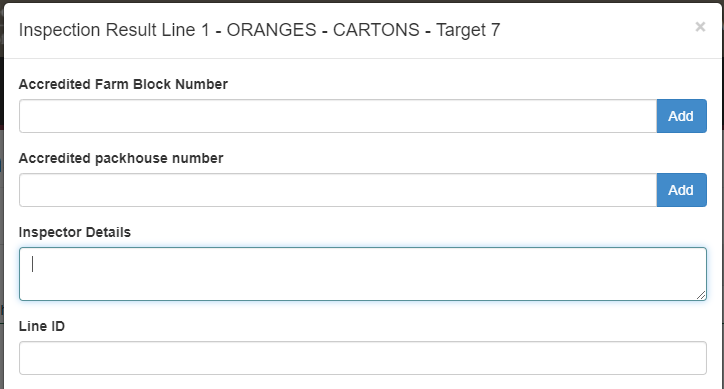 Inspection Result Line 1 - ORANGES - CARTONS - Target 7 ×
Accredited Farm Block Number
Add
Accredited packhouse number
Add
Inspector Details
Line ID